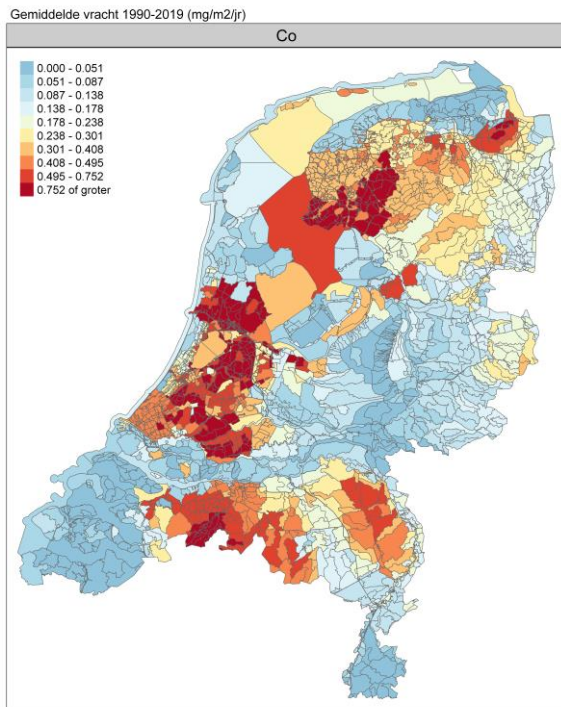 Gemiddelde vracht 1990-2019 (mg/m2/jr)
Co
0.000 - 0.051
0.051 - 0.087
0.087 - 0.138
0.138 - 0.178
0.178 - 0.238
0.238 - 0.301
0.301 - 0.408
0.408 - 0.495
0.495 - 0.752
0.752 of groter